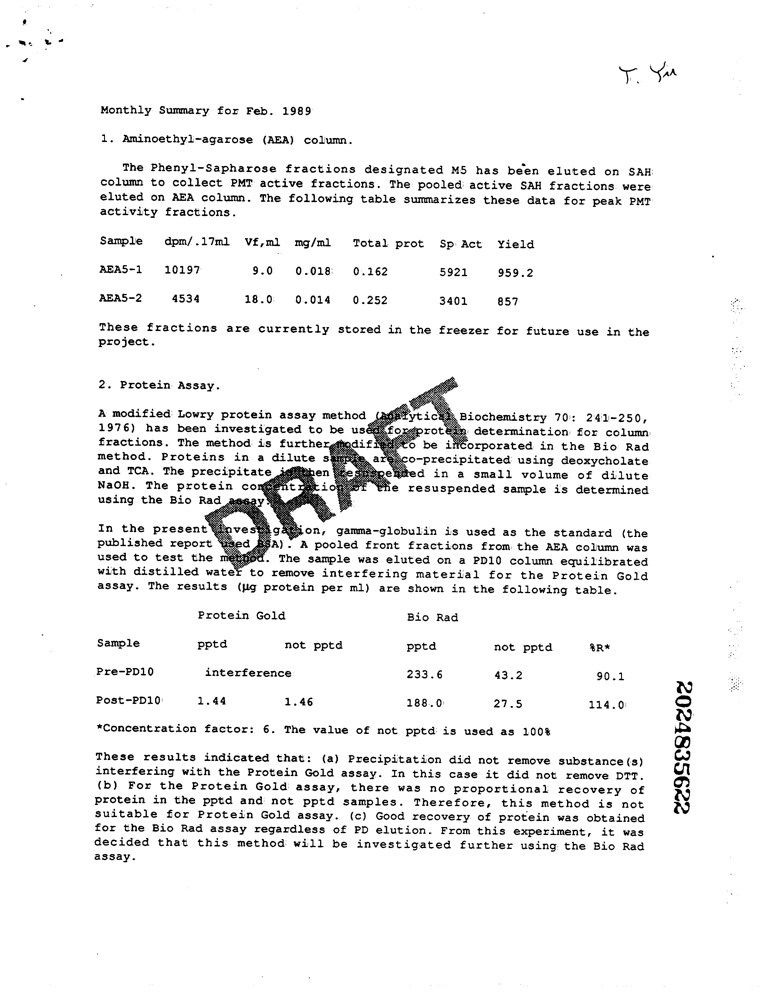 T. Yu
Monthly Summary for Feb. 1989
1. Aminoethyl-agarose (AEA) column.
The Phenyl-Sapharose fractions designated M5 has been eluted on SAH
column to collect PMT active fractions. The pooled active SAH fractions were
eluted on AEA column. The following table summarizes these data for peak PMT
activity fractions.
Sample dpm/.17ml Vf,ml mg/ml Total prot Sp Act Yield
AEA5-1 10197 9.0 0.018 0.162 5921 959.2
AEA5-2 4534 18.0 0.014 0.252 3401 857
These fractions are currently stored in the freezer for future use in the
project.
2. Protein Assay.
A modified Lowry protein assay method (Analytical Biochemistry 70: 241-250,
1976) has been investigated to be used for protein determination for column
fractions. The method is further modified to be incorporated in the Bio Rad
method. Proteins in a dilute sample are co-precipitated using deoxycholate
and TCA. The precipitate is then resuspended in a small volume of dilute
NaOH. The protein concentration of the resuspended sample is determined
using the Bio Rad assay.
DRAFT
In the present investigation, gamma-globulin is used as the standard (the
published report used BSA). A pooled front fractions from the AEA column was
used to test the method. The sample was eluted on a PD10 column equilibrated
with distilled water to remove interfering material for the Protein Gold
assay. The results (µg protein per ml) are shown in the following table.
Protein Gold Bio Rad
Sample pptd not pptd pptd not pptd %R*
Pre-PD10 interference 233.6 43.2 90.1
Post-PD10 1.44 1.46 188.0 27.5 114.0
*Concentration factor: 6. The value of not pptd is used as 100%
These results indicated that: (a) Precipitation did not remove substance(s)
interfering with the Protein Gold assay. In this case it did not remove DTT.
(b) For the Protein Gold assay, there was no proportional recovery of
protein in the pptd and not pptd samples. Therefore, this method is not
suitable for Protein Gold assay. (c) Good recovery of protein was obtained
for the Bio Rad assay regardless of PD elution. From this experiment, it was
decided that this method will be investigated further using the Bio Rad
assay.
2024835622